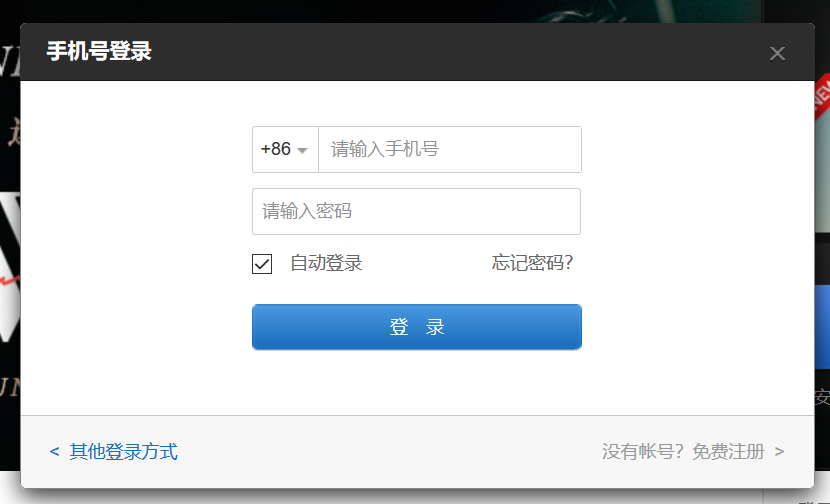 手机号登录
+86 请输入手机号
请输入密码
自动登录 忘记密码？
登 录
< 其他登录方式 没有帐号？免费注册 >
NEW
安